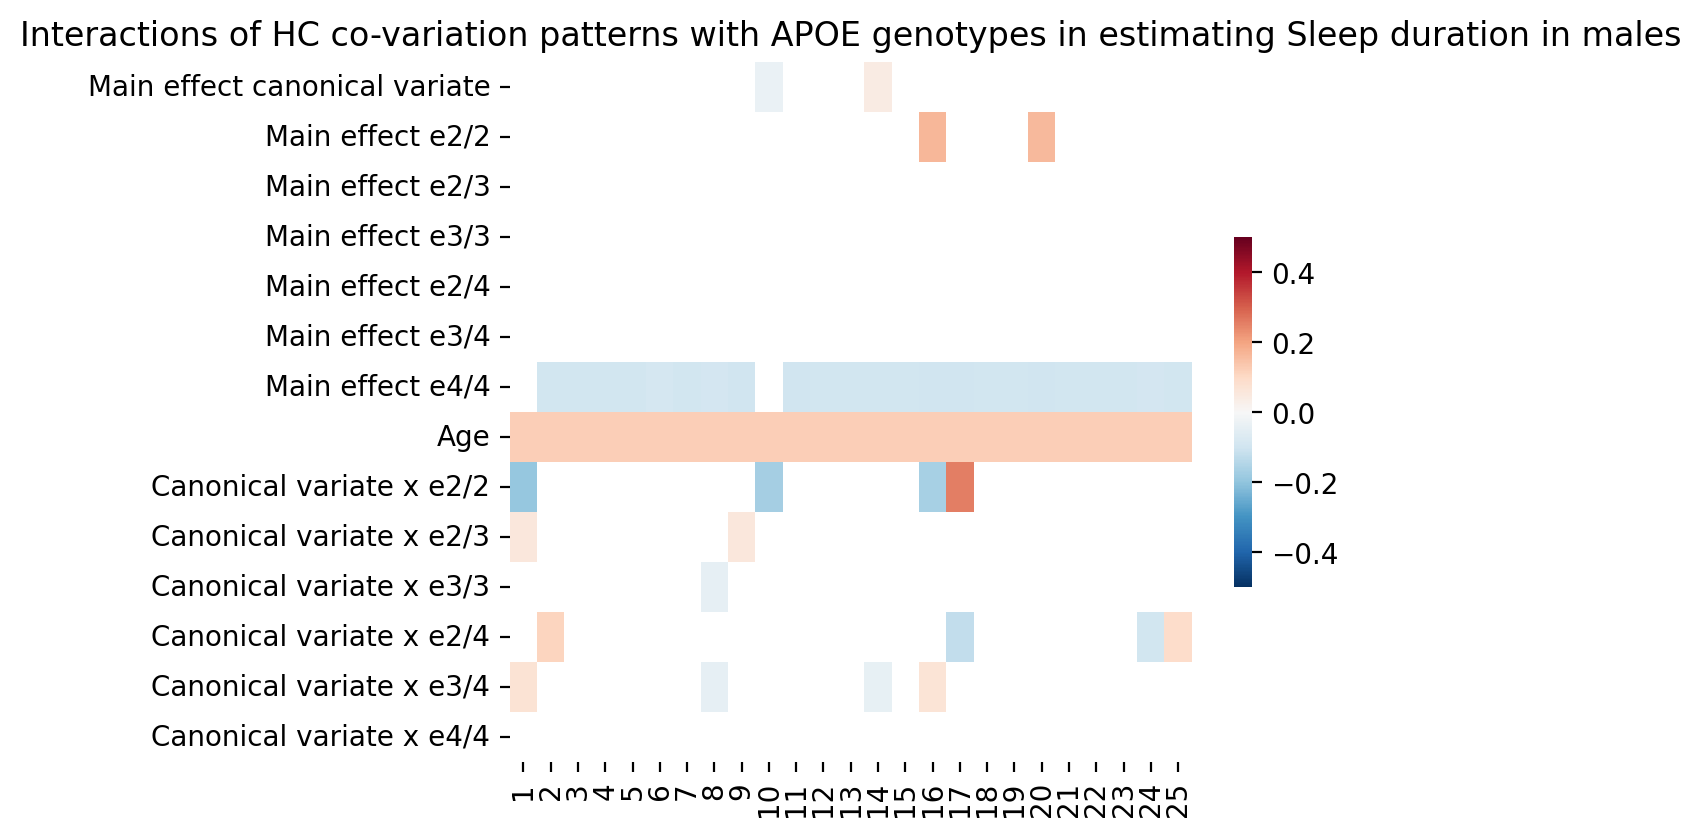 Interactions of HC co-variation patterns with APOE genotypes in estimating Sleep duration in males
Main effect canonical variate
Main effect e2/2
Main effect e2/3
Main effect e3/3
Main effect e2/4
Main effect e3/4
Main effect e4/4
Age
Canonical variate x e2/2
Canonical variate x e2/3
Canonical variate x e3/3
Canonical variate x e2/4
Canonical variate x e3/4
Canonical variate x e4/4
1 2 3 4 5 6 7 8 9 10 11 12 13 14 15 16 17 18 19 20 21 22 23 24 25
0.4
0.2
0.0
−0.2
−0.4